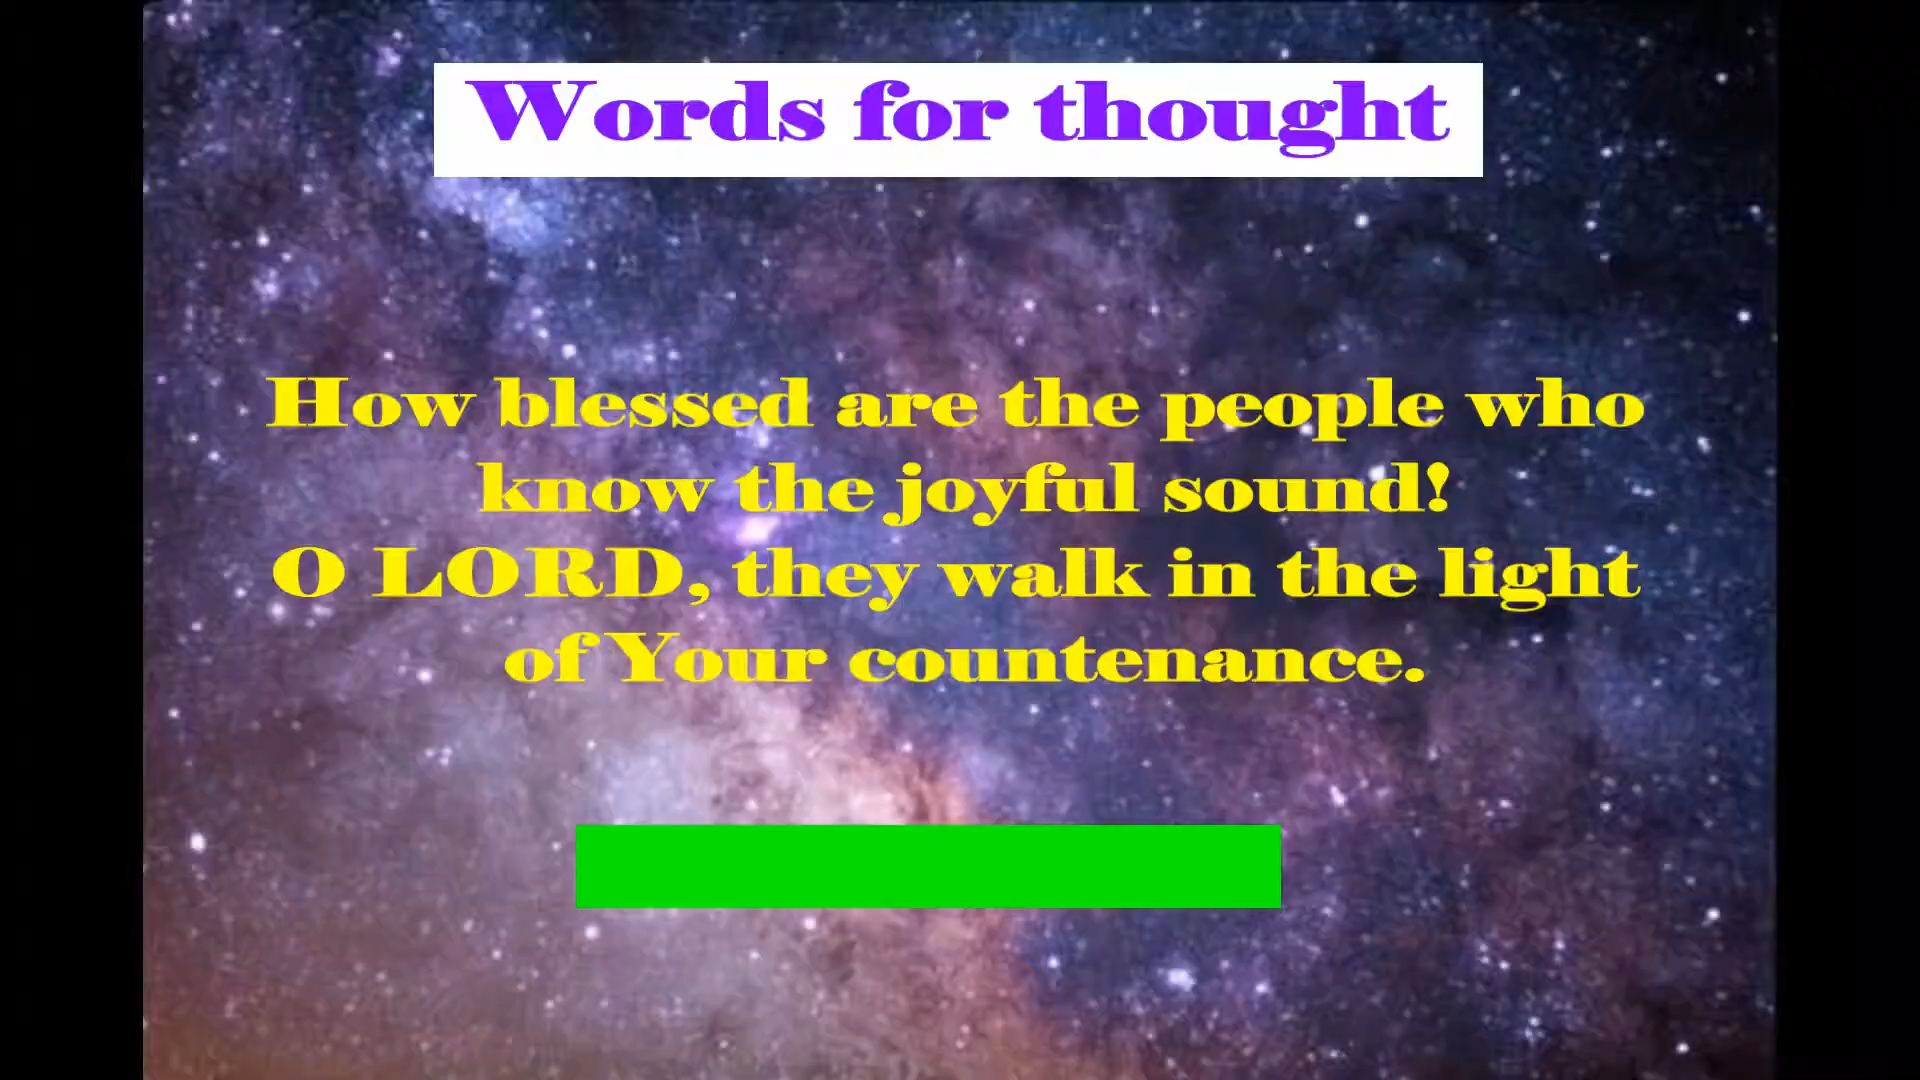 Words for thought
How blessed are the people who
know the joyful sound!
O LORD, they walk in the light
of Your countenance.